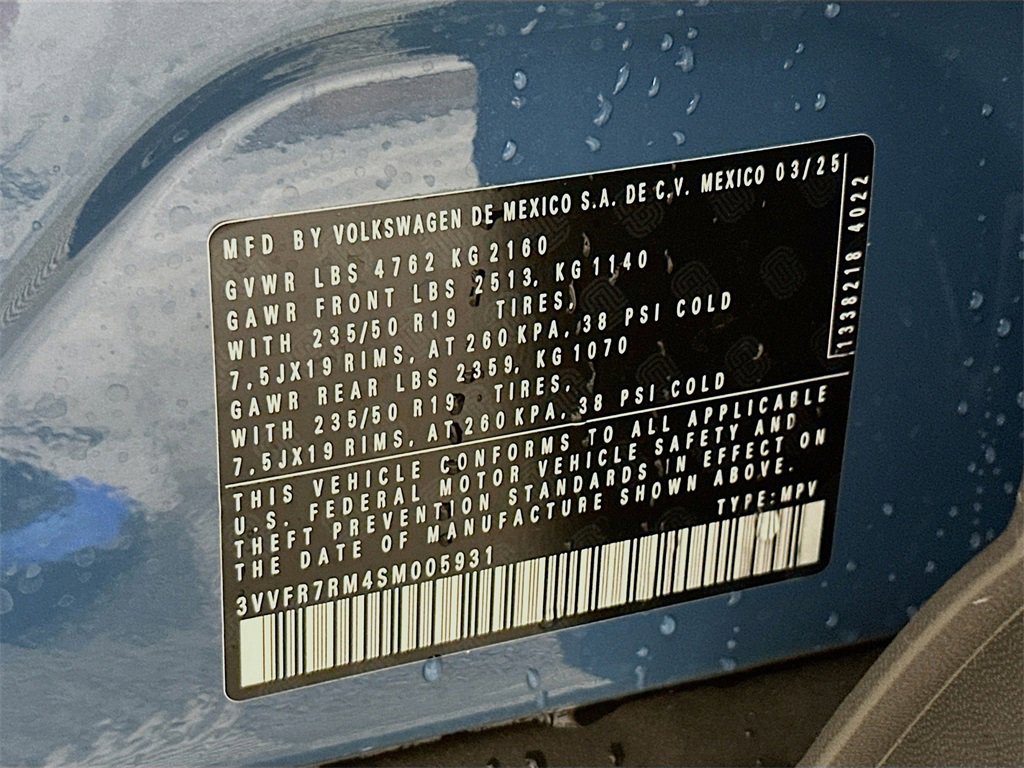 MFD BY VOLKSWAGEN DE MEXICO S.A. DE C.V. MEXICO 03/25
GVWR LBS 4762 KG 2160
GAWR FRONT LBS 2513, KG 1140
WITH 235/50 R19 TIRES,
7,5JX19 RIMS, AT 260 KPA, 38 PSI COLD
GAWR REAR LBS 2359, KG 1070
WITH 235/50 R19 TIRES,
7,5JX19 RIMS, AT 260 KPA, 38 PSI COLD
THIS VEHICLE CONFORMS TO ALL APPLICABLE
U.S. FEDERAL MOTOR VEHICLE SAFETY AND
THEFT PREVENTION STANDARDS IN EFFECT ON
THE DATE OF MANUFACTURE SHOWN ABOVE.
TYPE: MPV
3VVFR7RM4SM005931
1338218 4022